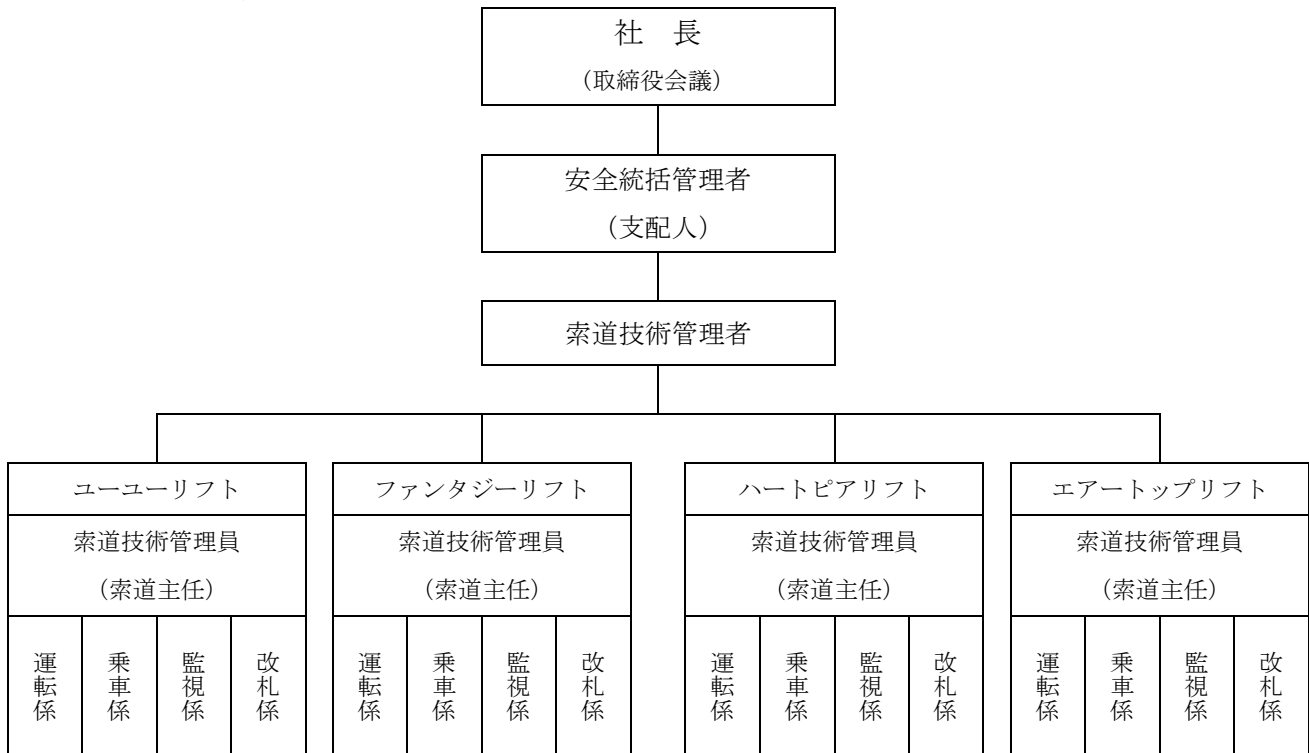 社　長
（取締役会議）
安全統括管理者
（支配人）
索道技術管理者
ユーユーリフト
索道技術管理員
（索道主任）
運転係
乗車係
監視係
改札係
ファンタジーリフト
索道技術管理員
（索道主任）
運転係
乗車係
監視係
改札係
ハートピアリフト
索道技術管理員
（索道主任）
運転係
乗車係
監視係
改札係
エアートップリフト
索道技術管理員
（索道主任）
運転係
乗車係
監視係
改札係